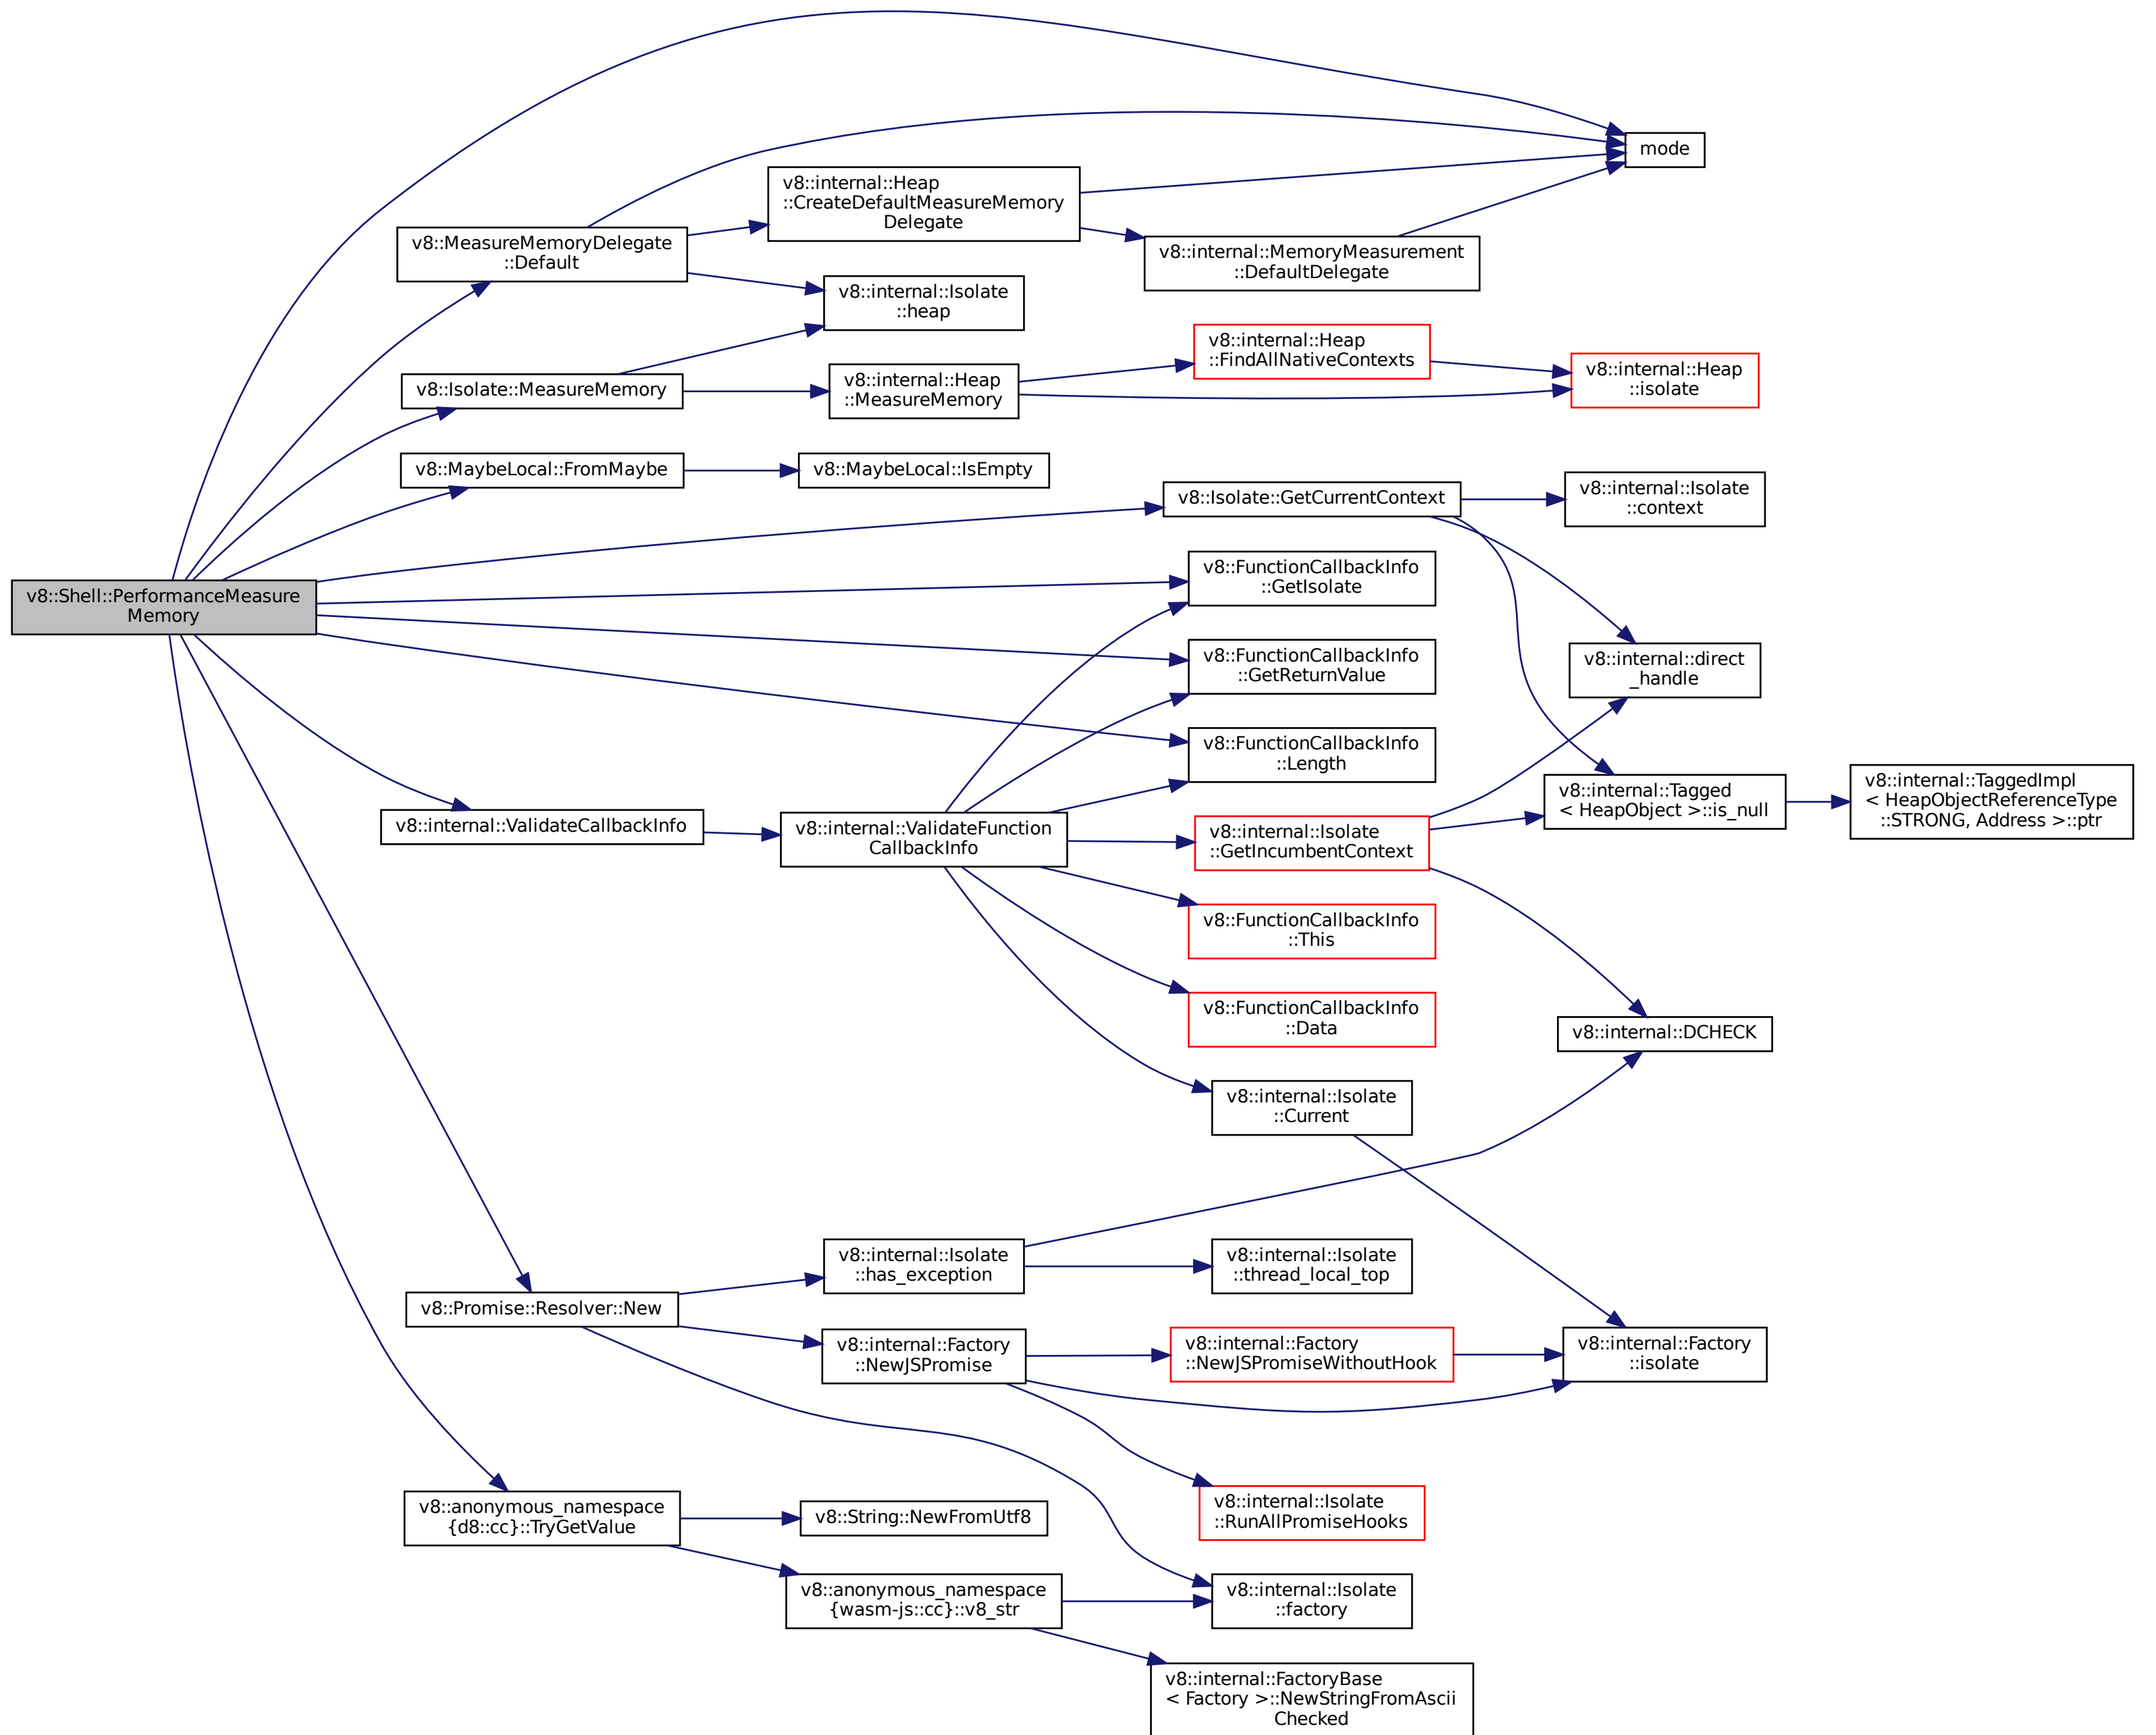 mode
v8::internal::Heap
::CreateDefaultMeasureMemory
Delegate
v8::MeasureMemoryDelegate
::Default
v8::internal::MemoryMeasurement
::DefaultDelegate
v8::internal::Isolate
::heap
v8::internal::Heap
::FindAllNativeContexts
v8::internal::Heap
::isolate
v8::Isolate::MeasureMemory
v8::internal::Heap
::MeasureMemory
v8::MaybeLocal::FromMaybe
v8::MaybeLocal::IsEmpty
v8::Isolate::GetCurrentContext
v8::internal::Isolate
::context
v8::Shell::PerformanceMeasure
Memory
v8::FunctionCallbackInfo
::GetIsolate
v8::FunctionCallbackInfo
::GetReturnValue
v8::internal::direct
_handle
v8::FunctionCallbackInfo
::Length
v8::internal::Tagged
< HeapObject >::is_null
v8::internal::TaggedImpl
< HeapObjectReferenceType
::STRONG, Address >::ptr
v8::internal::ValidateCallbackInfo
v8::internal::ValidateFunction
CallbackInfo
v8::internal::Isolate
::GetIncumbentContext
v8::FunctionCallbackInfo
::This
v8::FunctionCallbackInfo
::Data
v8::internal::DCHECK
v8::internal::Isolate
::Current
v8::internal::Isolate
::has_exception
v8::internal::Isolate
::thread_local_top
v8::Promise::Resolver::New
v8::internal::Factory
::NewJSPromise
v8::internal::Factory
::NewJSPromiseWithoutHook
v8::internal::Factory
::isolate
v8::internal::Isolate
::RunAllPromiseHooks
v8::anonymous_namespace
{d8::cc}::TryGetValue
v8::String::NewFromUtf8
v8::anonymous_namespace
{wasm-js::cc}::v8_str
v8::internal::Isolate
::factory
v8::internal::FactoryBase
< Factory >::NewStringFromAscii
Checked